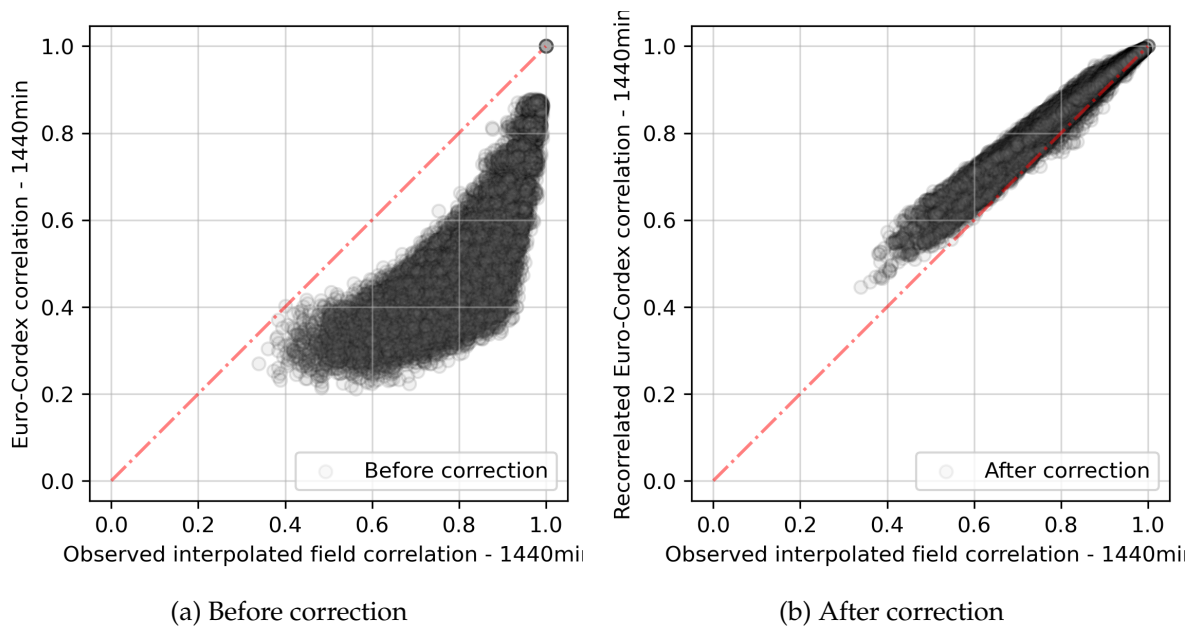 Euro-Cordex correlation - 1440min
1.0
0.8
0.6
0.4
0.2
0.0
Before correction
0.0 0.2 0.4 0.6 0.8 1.0
Observed interpolated field correlation - 1440min
Recorrelated Euro-Cordex correlation - 1440min
1.0
0.8
0.6
0.4
0.2
0.0
After correction
0.0 0.2 0.4 0.6 0.8 1.0
Observed interpolated field correlation - 1440min
(a) Before correction
(b) After correction